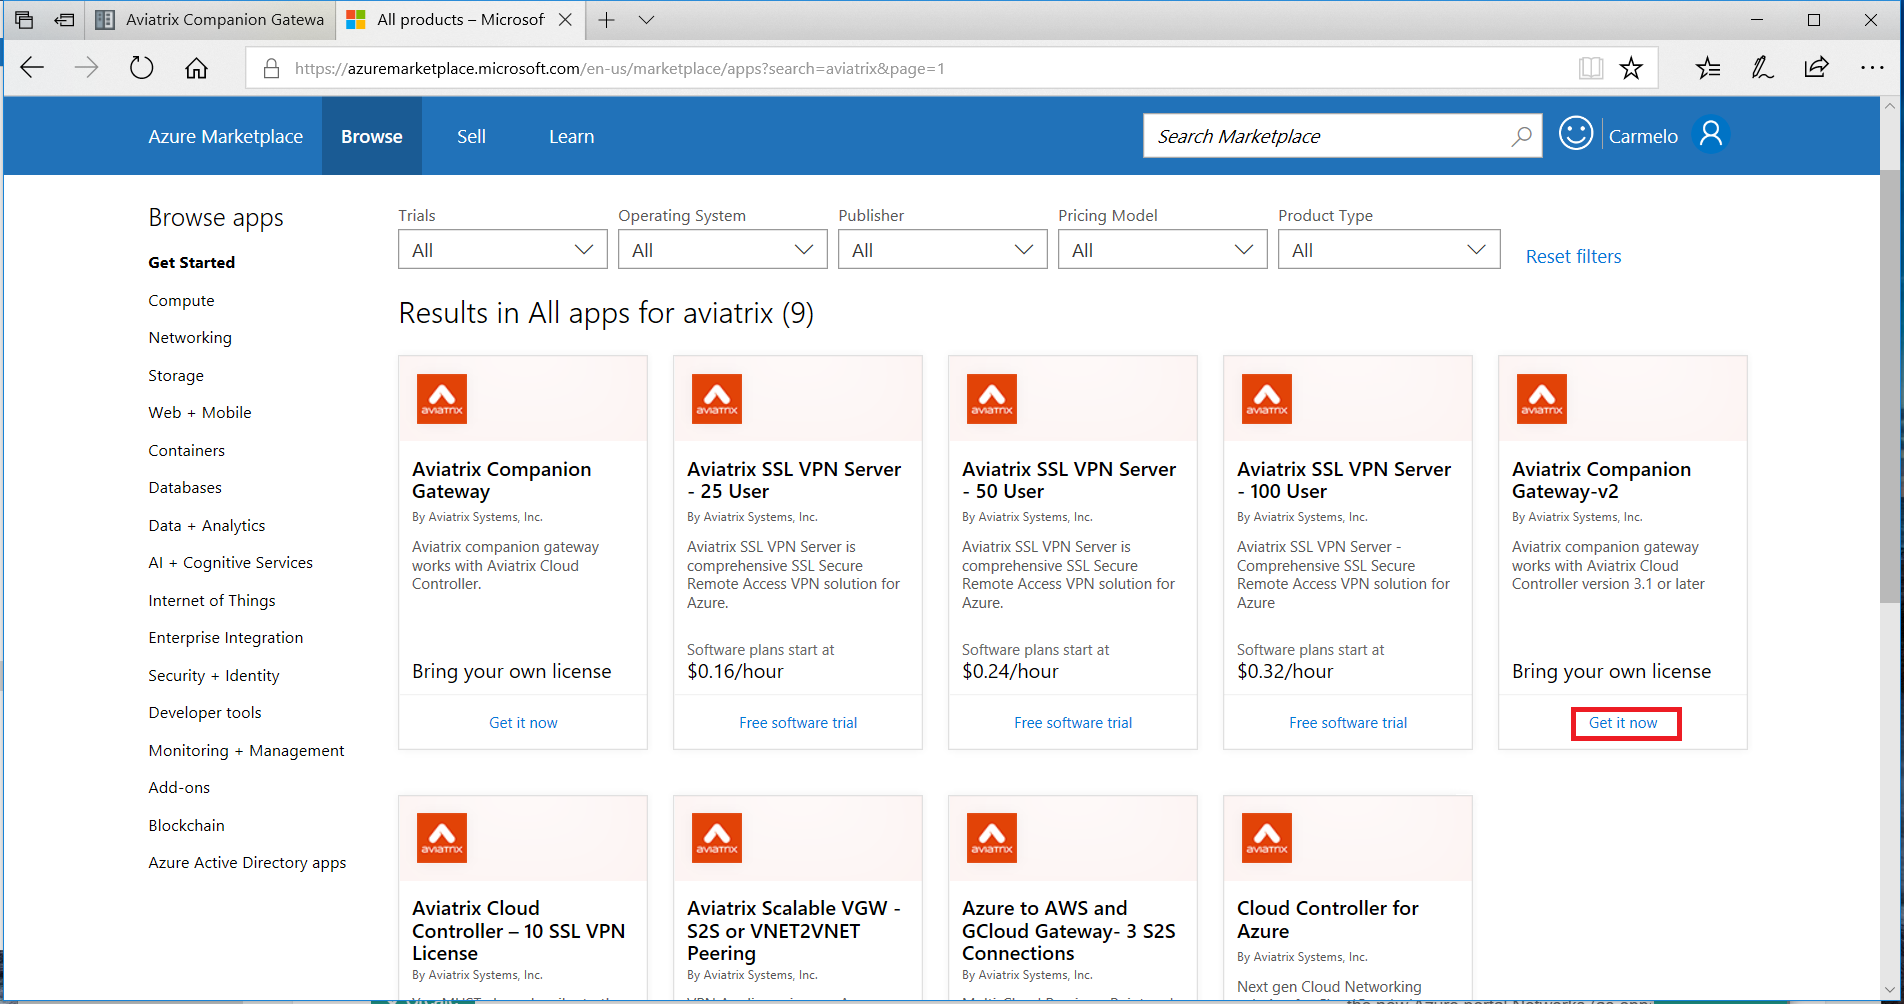 Aviatrix Companion Gatewa
All products – Microsof
https://azuremarketplace.microsoft.com/en-us/marketplace/apps?search=aviatrix&page=1
Azure Marketplace
Browse
Sell
Learn
Search Marketplace
Carmelo
Browse apps
Get Started
Compute
Networking
Storage
Web + Mobile
Containers
Databases
Data + Analytics
AI + Cognitive Services
Internet of Things
Enterprise Integration
Security + Identity
Developer tools
Monitoring + Management
Add-ons
Blockchain
Azure Active Directory apps
Trials
All
Operating System
All
Publisher
All
Pricing Model
All
Product Type
All
Reset filters
Results in All apps for aviatrix (9)
aviatrix
Aviatrix Companion
Gateway
By Aviatrix Systems, Inc.
Aviatrix companion gateway
works with Aviatrix Cloud
Controller.
Bring your own license
Get it now
aviatrix
Aviatrix SSL VPN Server
- 25 User
By Aviatrix Systems, Inc.
Aviatrix SSL VPN Server is
comprehensive SSL Secure
Remote Access VPN solution for
Azure.
Software plans start at
$0.16/hour
Free software trial
aviatrix
Aviatrix SSL VPN Server
- 50 User
By Aviatrix Systems, Inc.
Aviatrix SSL VPN Server is
comprehensive SSL Secure
Remote Access VPN solution for
Azure.
Software plans start at
$0.24/hour
Free software trial
aviatrix
Aviatrix SSL VPN Server
- 100 User
By Aviatrix Systems, Inc.
Aviatrix SSL VPN Server -
Comprehensive SSL Secure
Remote Access VPN solution for
Azure
Software plans start at
$0.32/hour
Free software trial
aviatrix
Aviatrix Companion
Gateway-v2
By Aviatrix Systems, Inc.
Aviatrix companion gateway
works with Aviatrix Cloud
Controller version 3.1 or later
Bring your own license
Get it now
aviatrix
Aviatrix Cloud
Controller – 10 SSL VPN
License
By Aviatrix Systems, Inc.
aviatrix
Aviatrix Scalable VGW -
S2S or VNET2VNET
Peering
By Aviatrix Systems, Inc.
aviatrix
Azure to AWS and
GCloud Gateway- 3 S2S
Connections
By Aviatrix Systems, Inc.
aviatrix
Cloud Controller for
Azure
By Aviatrix Systems, Inc.
Next gen Cloud Networking